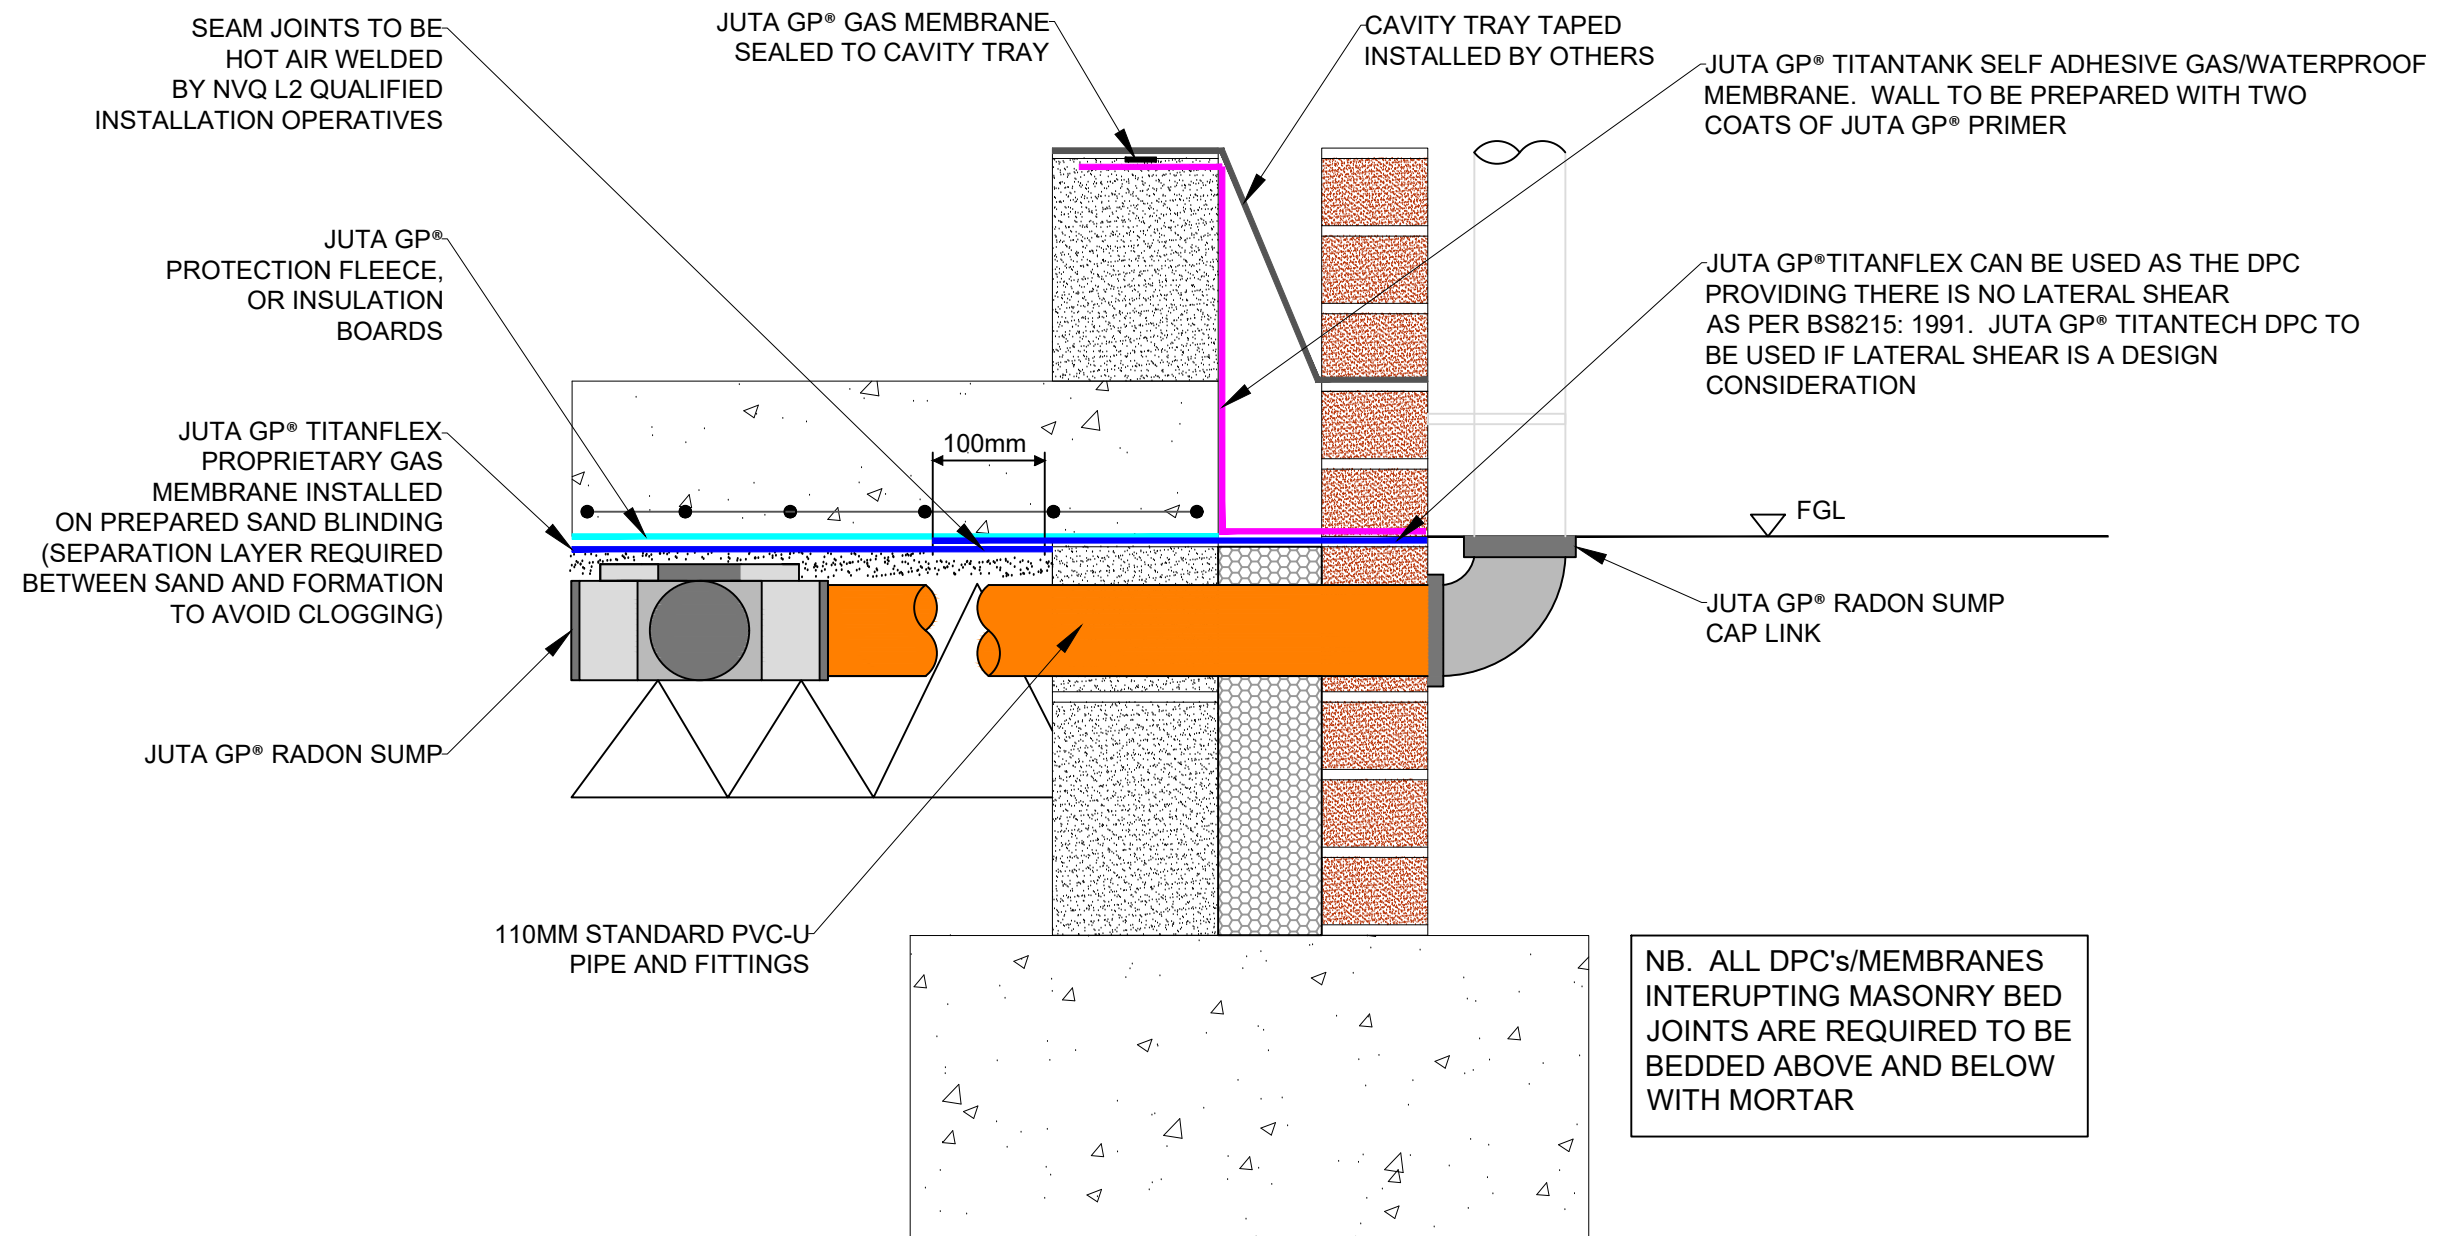 SEAM JOINTS TO BE
HOT AIR WELDED
BY NVQ L2 QUALIFIED
INSTALLATION OPERATIVES
JUTA GP® GAS MEMBRANE
SEALED TO CAVITY TRAY
CAVITY TRAY TAPED
INSTALLED BY OTHERS
JUTA GP® TITANTANK SELF ADHESIVE GAS/WATERPROOF
MEMBRANE. WALL TO BE PREPARED WITH TWO
COATS OF JUTA GP® PRIMER
JUTA GP®
PROTECTION FLEECE,
OR INSULATION
BOARDS
JUTA GP®TITANFLEX CAN BE USED AS THE DPC
PROVIDING THERE IS NO LATERAL SHEAR
AS PER BS8215: 1991. JUTA GP® TITANTECH DPC TO
BE USED IF LATERAL SHEAR IS A DESIGN
CONSIDERATION
JUTA GP® TITANFLEX
PROPRIETARY GAS
MEMBRANE INSTALLED
ON PREPARED SAND BLINDING
(SEPARATION LAYER REQUIRED
BETWEEN SAND AND FORMATION
TO AVOID CLOGGING)
100mm
FGL
JUTA GP® RADON SUMP
CAP LINK
JUTA GP® RADON SUMP
110MM STANDARD PVC-U
PIPE AND FITTINGS
NB. ALL DPC's/MEMBRANES
INTERUPTING MASONRY BED
JOINTS ARE REQUIRED TO BE
BEDDED ABOVE AND BELOW
WITH MORTAR